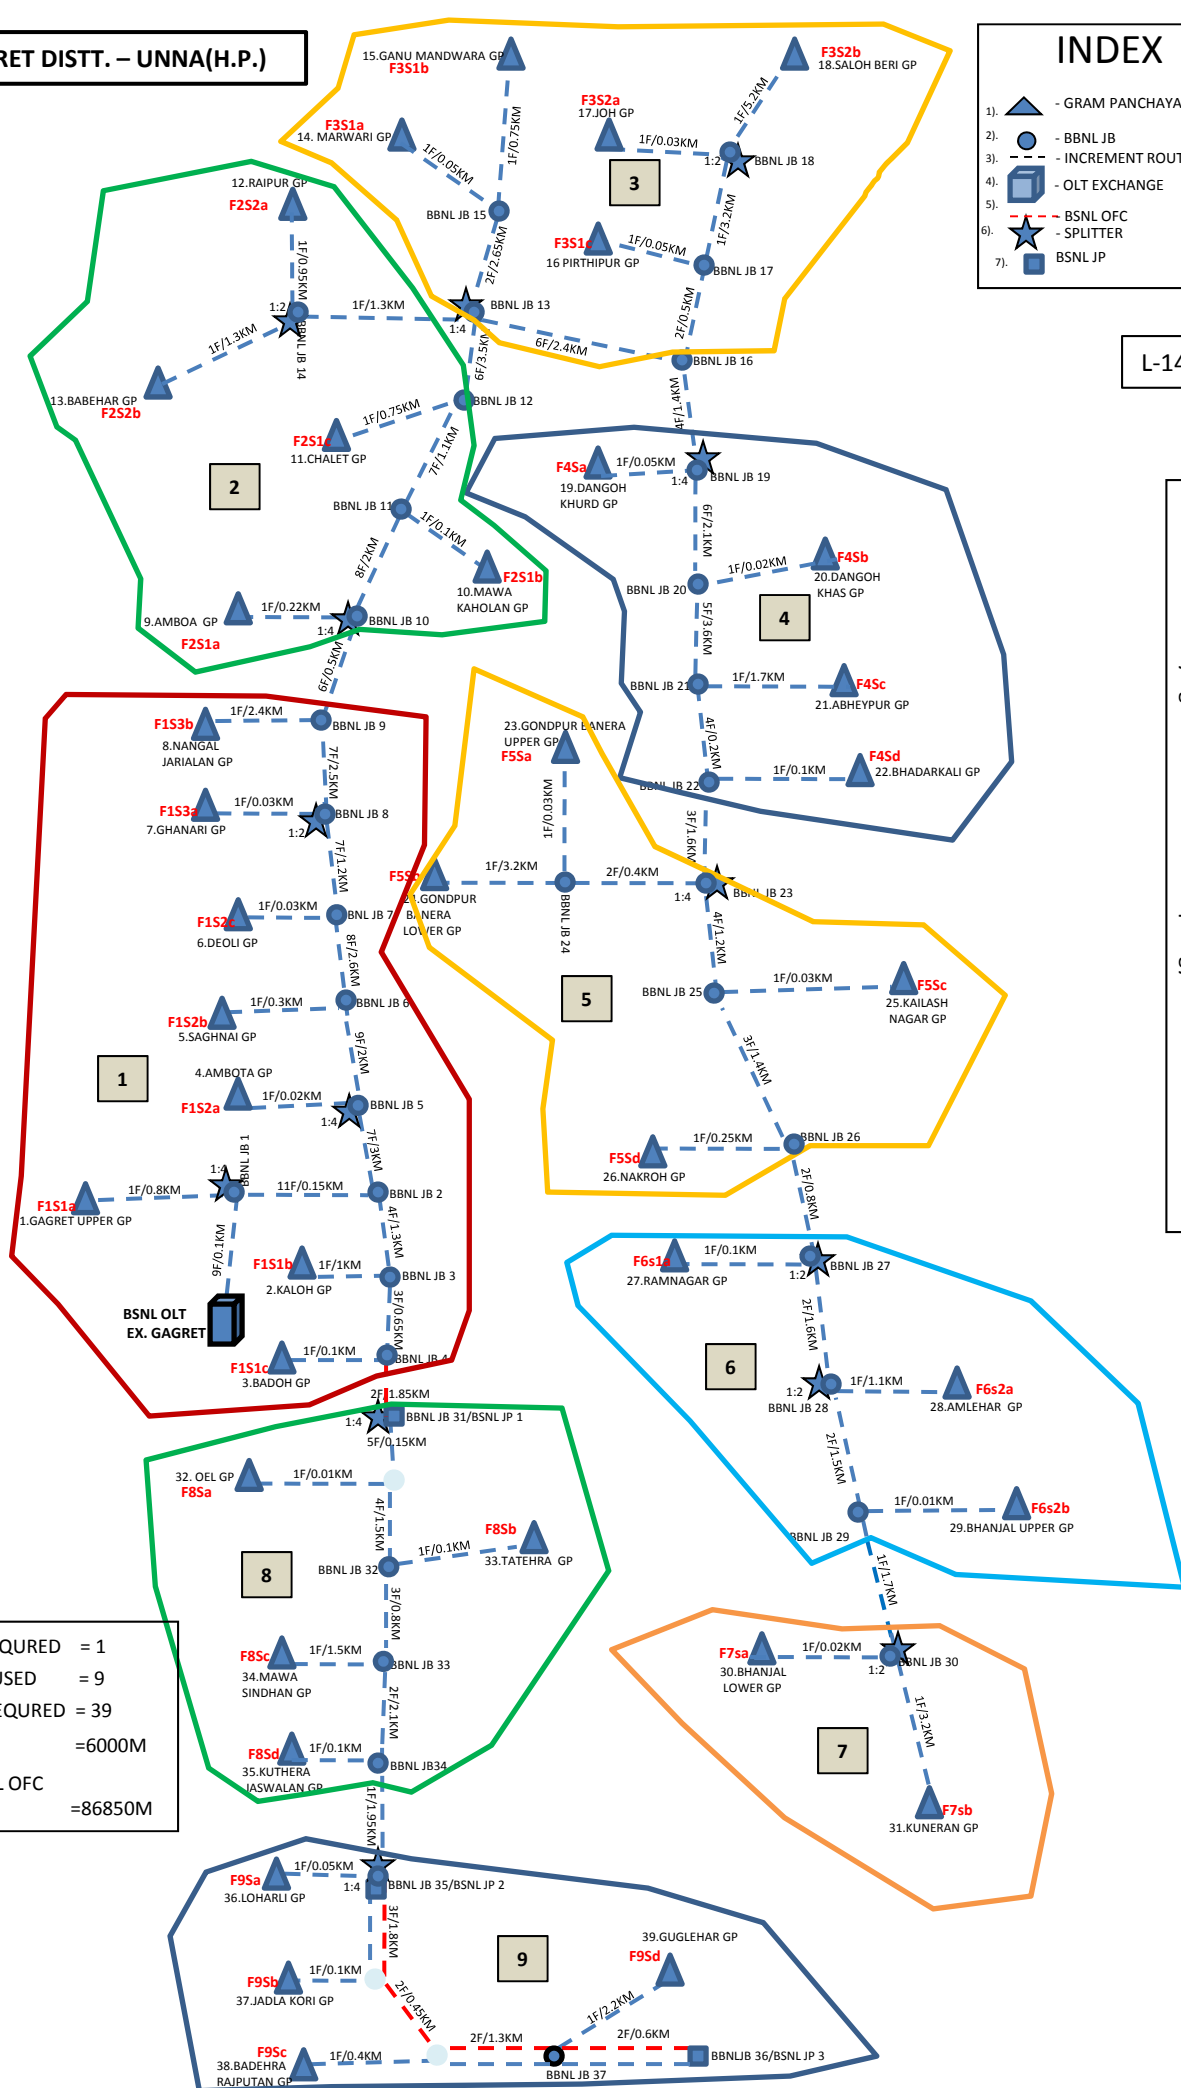 RET DISTT. – UNNA(H.P.)
INDEX
1). - GRAM PANCHAYA
2). - BBNL JB
3). - INCREMENT ROUT
4). - OLT EXCHANGE
5). - BSNL OFC
6). - SPLITTER
7). BSNL JP
L-14
15.GANU MANDWARA GP
F3S1b
F3S2b
18.SALOH BERI GP
1F/0.75KM
1F/5.2KM
F3S2a
17.JOH GP
F3S1a
14. MARWARI GP
1F/0.05KM
1F/0.03KM
1:2
BBNL JB 18
3
12.RAIPUR GP
F2S2a
BBNL JB 15
1F/3.2KM
F3S1c
16 PIRTHIPUR GP
1F/0.05KM
BBNL JB 17
1F/0.95KM
2F/2.65KM
1:2
1F/1.3KM
BBNL JB 13
1:4
2F/0.5KM
BBNL JB 14
1F/1.3KM
6F/3.5KM
6F/2.4KM
BBNL JB 16
13.BABEHAR GP
F2S2b
BBNL JB 12
4F/1.4KM
1F/0.75KM
F2S1c
11.CHALET GP
7F/1.1KM
2
F4Sa
1F/0.05KM
1:4
BBNL JB 19
19.DANGOH
KHURD GP
BBNL JB 11
1F/0.1KM
6F/2.1KM
8F/2KM
F4Sb
1F/0.02KM
20.DANGOH
KHAS GP
BBNL JB 20
F2S1b
10.MAWA
KAHOLAN GP
1F/0.22KM
9.AMBOA GP
F2S1a
1:4
BBNL JB 10
4
5F/3.6KM
6F/0.5KM
BBNL JB 21
1F/1.7KM
F4Sc
21.ABHEYPUR GP
F1S3b
1F/2.4KM
8.NANGAL
JARIALAN GP
BBNL JB 9
23.GONDPUR BANERA
UPPER GP
F5Sa
4F/0.2KM
7F/2.5KM
F4Sd
1F/0.1KM
22.BHADARKALI GP
BBNL JB 22
F1S3a
1F/0.03KM
7.GHANARI GP
1:2
BBNL JB 8
1F/0.03KM
3F/1.6KM
7F/1.2KM
F5Sb
1F/3.2KM
2F/0.4KM
1:4
BBNL JB 23
24.GONDPUR
BANERA
LOWER GP
BBNL JB 24
F1S2c
1F/0.03KM
6.DEOLI GP
BNL JB 7
8F/2.6KM
4F/1.2KM
BBNL JB 25
1F/0.03KM
F5Sc
25.KAILASH
NAGAR GP
5
F1S2b
1F/0.3KM
5.SAGHNAI GP
BBNL JB 6
9F/2KM
3F/1.4KM
1
4.AMBOTA GP
F1S2a
1F/0.02KM
1:4
BBNL JB 5
7F/3KM
F5Sd
1F/0.25KM
26.NAKROH GP
BBNL JB 26
BBNL JB 1
1:4
F1S1a
1F/0.8KM
1.GAGRET UPPER GP
11F/0.15KM
BBNL JB 2
2F/0.8KM
9F/0.1KM
4F/1.3KM
F1S1b
1F/1KM
2.KALOH GP
BBNL JB 3
F6s1a
1F/0.1KM
27.RAMNAGAR GP
1:2
BBNL JB 27
BSNL OLT
EX. GAGRET
3F/0.65KM
2F/1.6KM
F1S1c
1F/0.1KM
3.BADOH GP
BBNL JB 4
6
1:2
BBNL JB 28
1F/1.1KM
F6s2a
28.AMLEHAR GP
2F/1.85KM
1:4
BBNL JB 31/BSNL JP 1
5F/0.15KM
2F/1.5KM
32. OEL GP
F8Sa
1F/0.01KM
4F/1.5KM
1F/0.01KM
F6s2b
29.BHANJAL UPPER GP
BBNL JB 29
F8Sb
1F/0.1KM
33.TATEHRA GP
BBNL JB 32
8
3F/0.8KM
1F/1.7KM
F8Sc
1F/1.5KM
34.MAWA
SINDHAN GP
BBNL JB 33
F7sa
1F/0.02KM
30.BHANJAL
LOWER GP
1:2
BBNL JB 30
QURED = 1
USED = 9
EQURED = 39
=6000M
L OFC
=86850M
2F/2.1KM
1F/3.2KM
7
F8Sd
1F/0.1KM
35.KUTHERA
JASWALAN GP
BBNL JB34
F7sb
31.KUNERAN GP
1F/1.95KM
F9Sa
1F/0.05KM
36.LOHARLI GP
1:4
BBNL JB 35/BSNL JP 2
3F/1.8KM
9
39.GUGLEHAR GP
F9Sd
F9Sb
1F/0.1KM
37.JADLA KORI GP
2F/0.45KM
1F/2.2KM
F9Sc
1F/0.4KM
38.BADEHRA
RAJPUTAN GP
2F/1.3KM
2F/0.6KM
BBNL JB 37
BBNLJB 36/BSNL JP 3